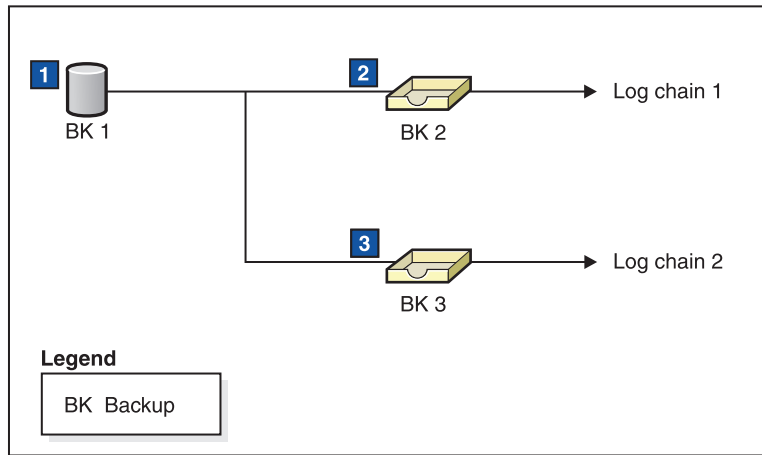 1
BK 1
2
BK 2
Log chain 1
3
BK 3
Log chain 2
Legend
BK Backup